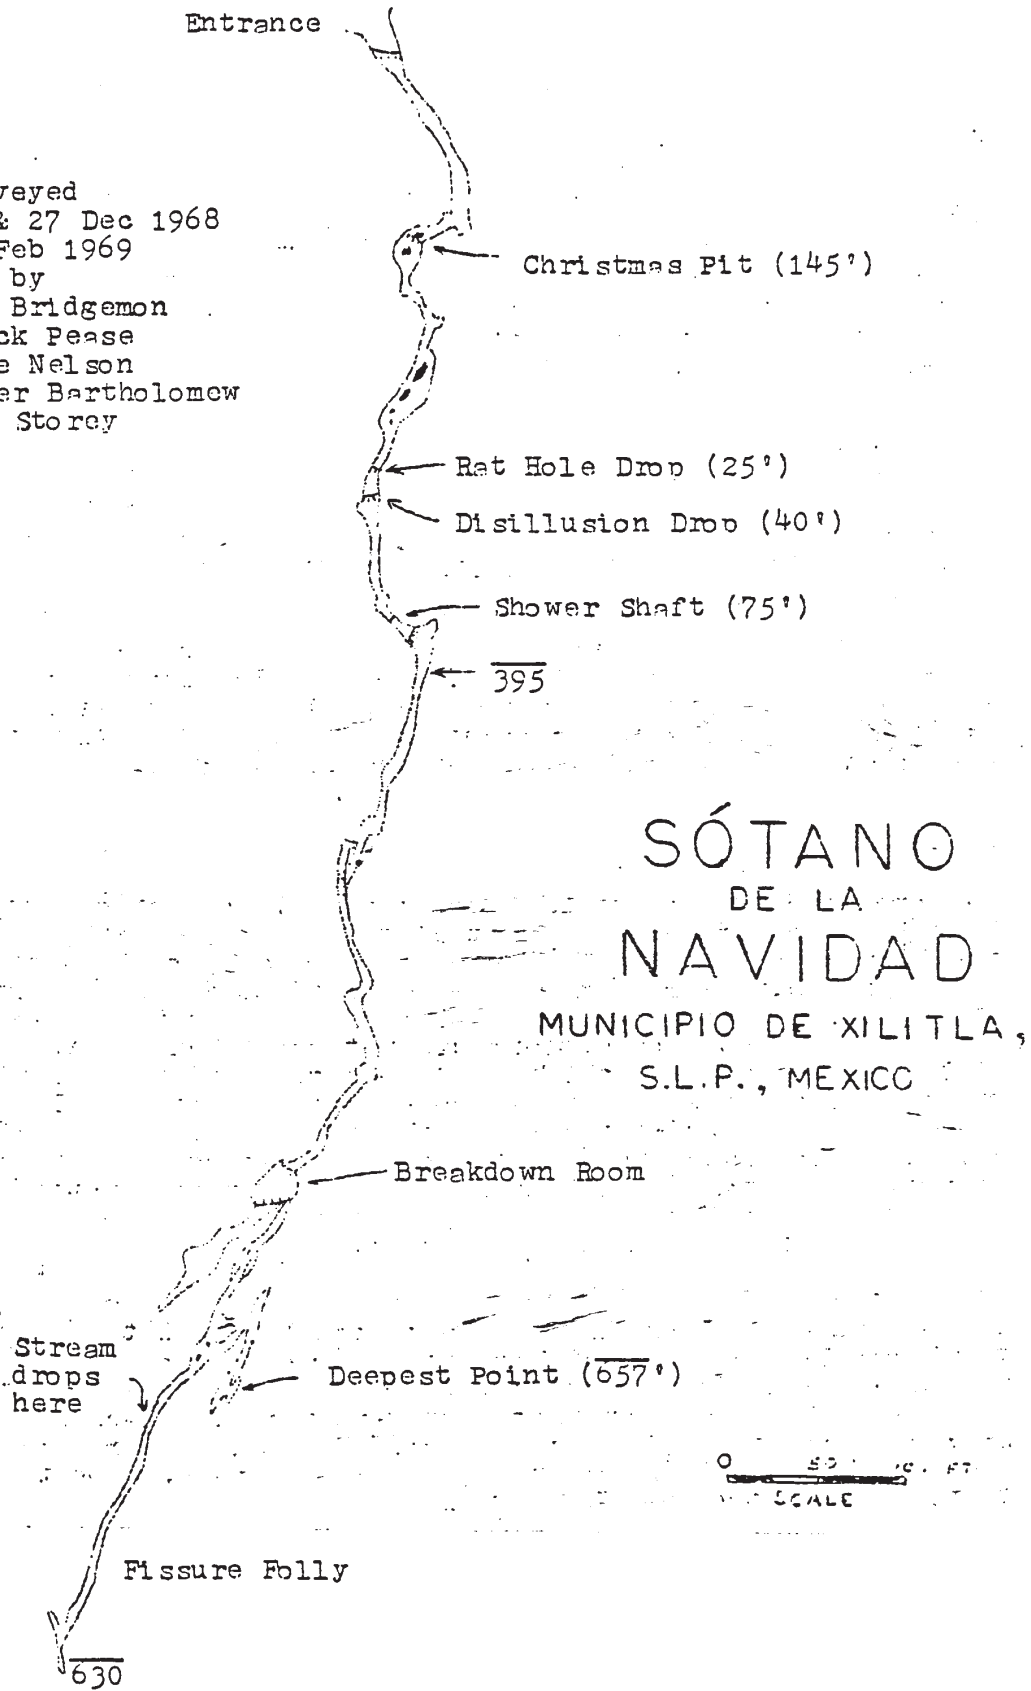 Entrance
veyed
& 27 Dec 1968
Feb 1969
by
Bridgemon
ck Pease
e Nelson
er Bartholomew
Storey
Christmas Pit (145')
Rat Hole Drop (25')
Disillusion Drop (40')
Shower Shaft (75')
395
SÓTANO
DE LA
NAVIDAD
MUNICIPIO DE XILITLA,
S.L.P., MEXICO
Breakdown Room
Stream
drops
here
Deepest Point (657')
0 50 FT
SCALE
Fissure Folly
630